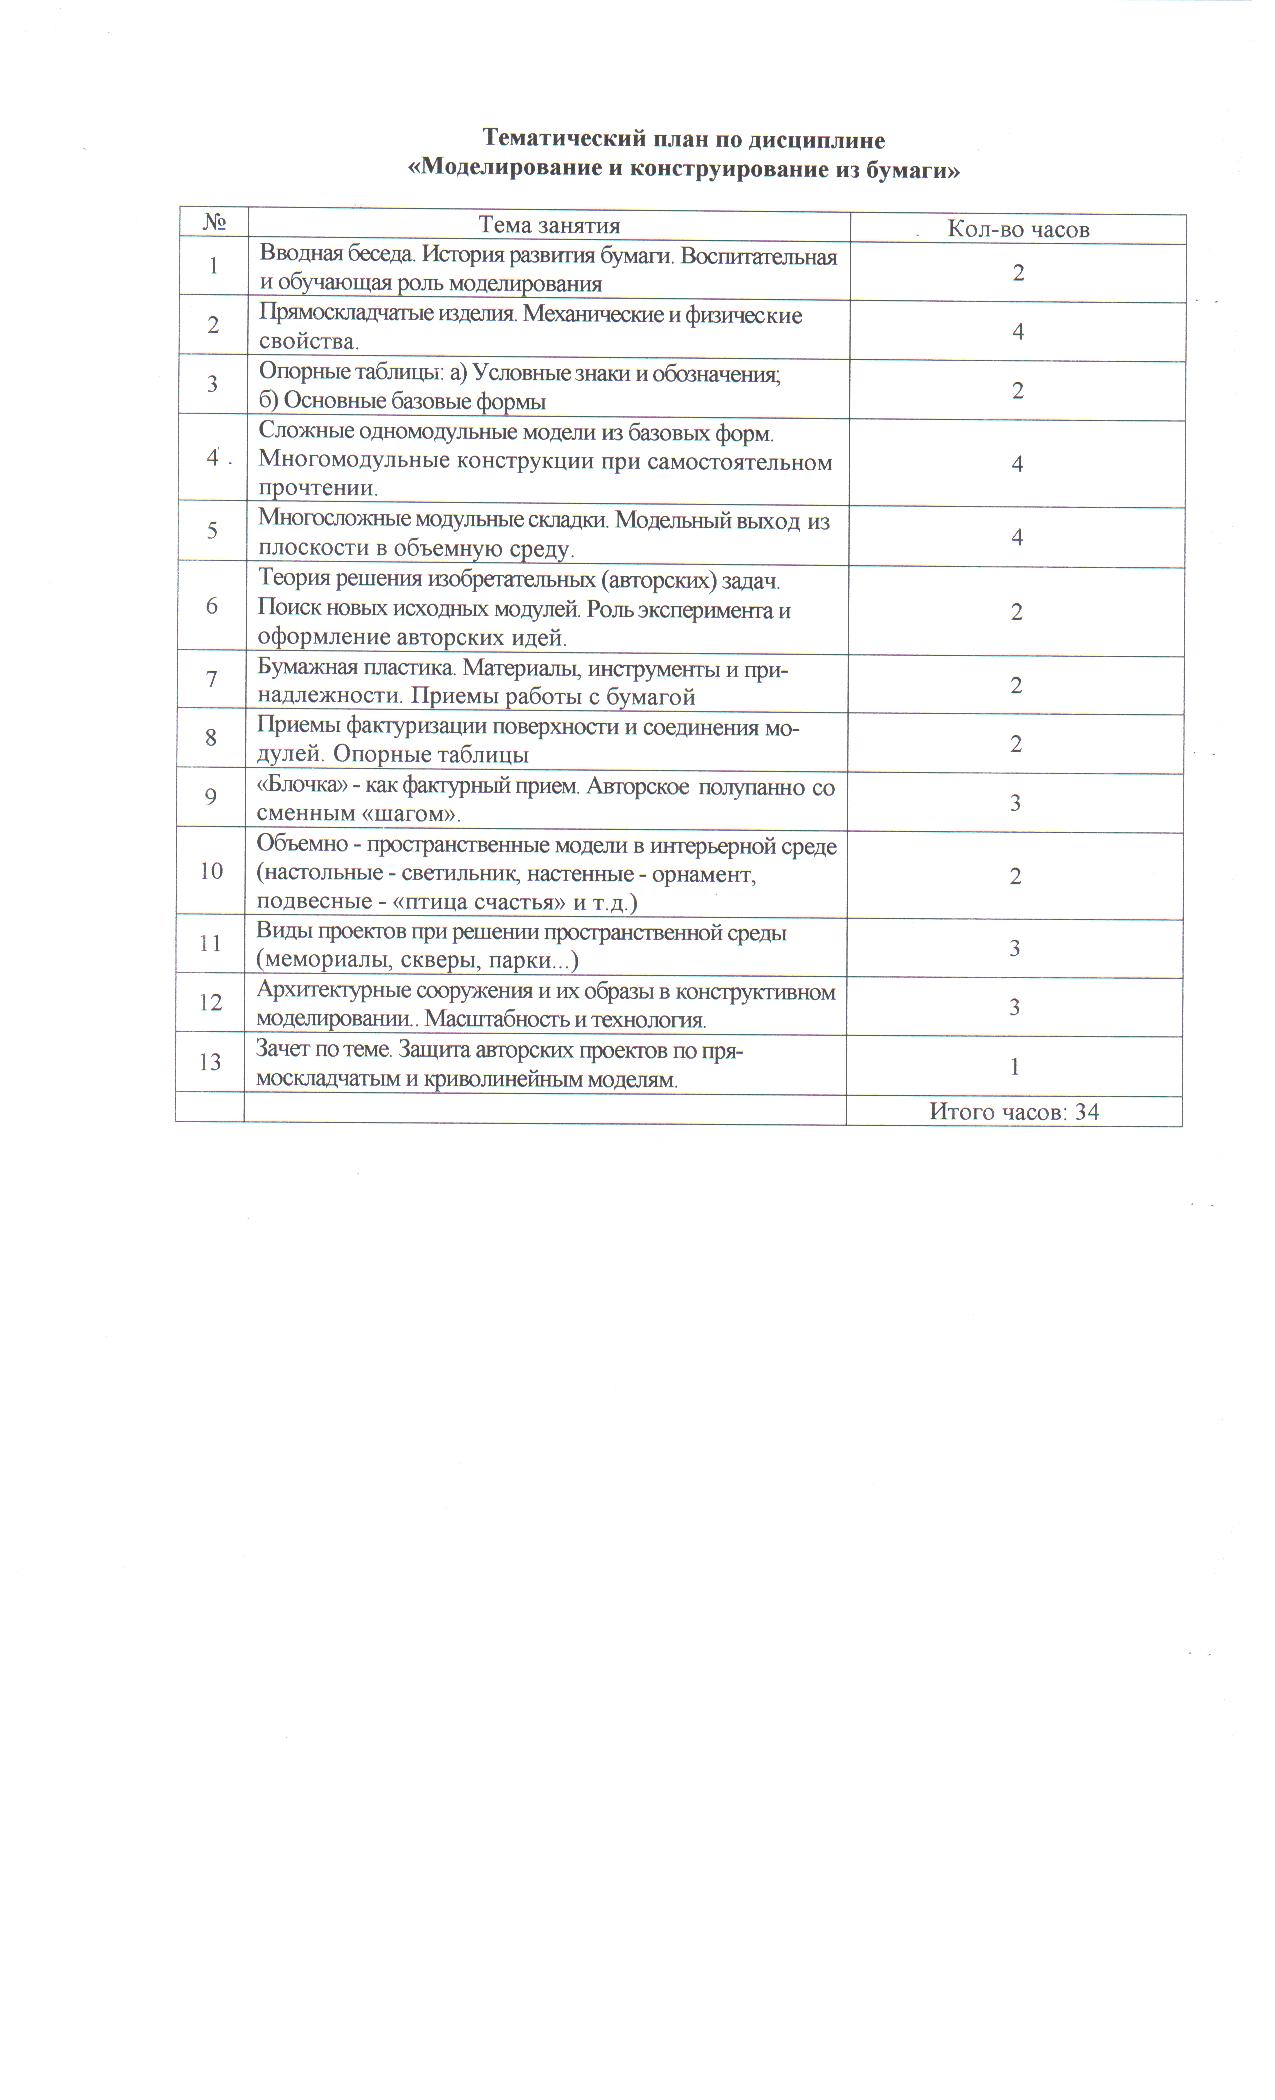 Тематический план по дисциплине
«Моделирование и конструирование из бумаги»
№ Тема занятия Кол-во часов
1 Вводная беседа. История развития бумаги. Воспитательная
и обучающая роль моделирования 2
2 Прямоскладчатые изделия. Механические и физические
свойства. 4
3 Опорные таблицы: а) Условные знаки и обозначения;
б) Основные базовые формы 2
4 . Сложные одномодульные модели из базовых форм.
Многомодульные конструкции при самостоятельном 4
прочтении.
5 Многосложные модульные складки. Модельный выход из
плоскости в объемную среду. 4
6 Теория решения изобретательных (авторских) задач.
Поиск новых исходных модулей. Роль эксперимента и 2
оформление авторских идей.
7 Бумажная пластика. Материалы, инструменты и при-
надлежности. Приемы работы с бумагой 2
8 Приемы фактуризации поверхности и соединения мо-
дулей. Опорные таблицы 2
9 «Блочка» - как фактурный прием. Авторское полупанно со
сменным «шагом». 3
10 Объемно - пространственные модели в интерьерной среде
(настольные - светильник, настенные - орнамент, 2
подвесные - «птица счастья» и т.д.)
11 Виды проектов при решении пространственной среды
(мемориалы, скверы, парки...) 3
12 Архитектурные сооружения и их образы в конструктивном
моделировании.. Масштабность и технология. 3
13 Зачет по теме. Защита авторских проектов по пря-
москладчатым и криволинейным моделям. 1
Итого часов: 34